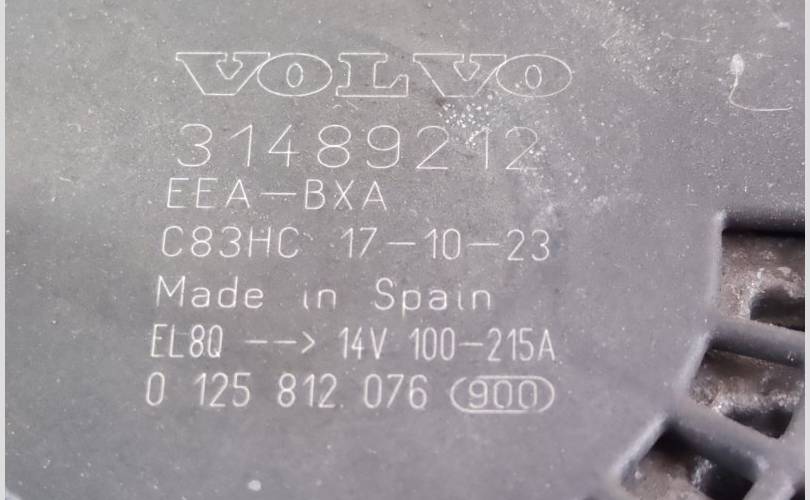 VOLVO
31489212
EEA-BXA
C83HC 17-10-23
Made in Spain
EL8Q --> 14V 100-215A
0 125 812 076 900